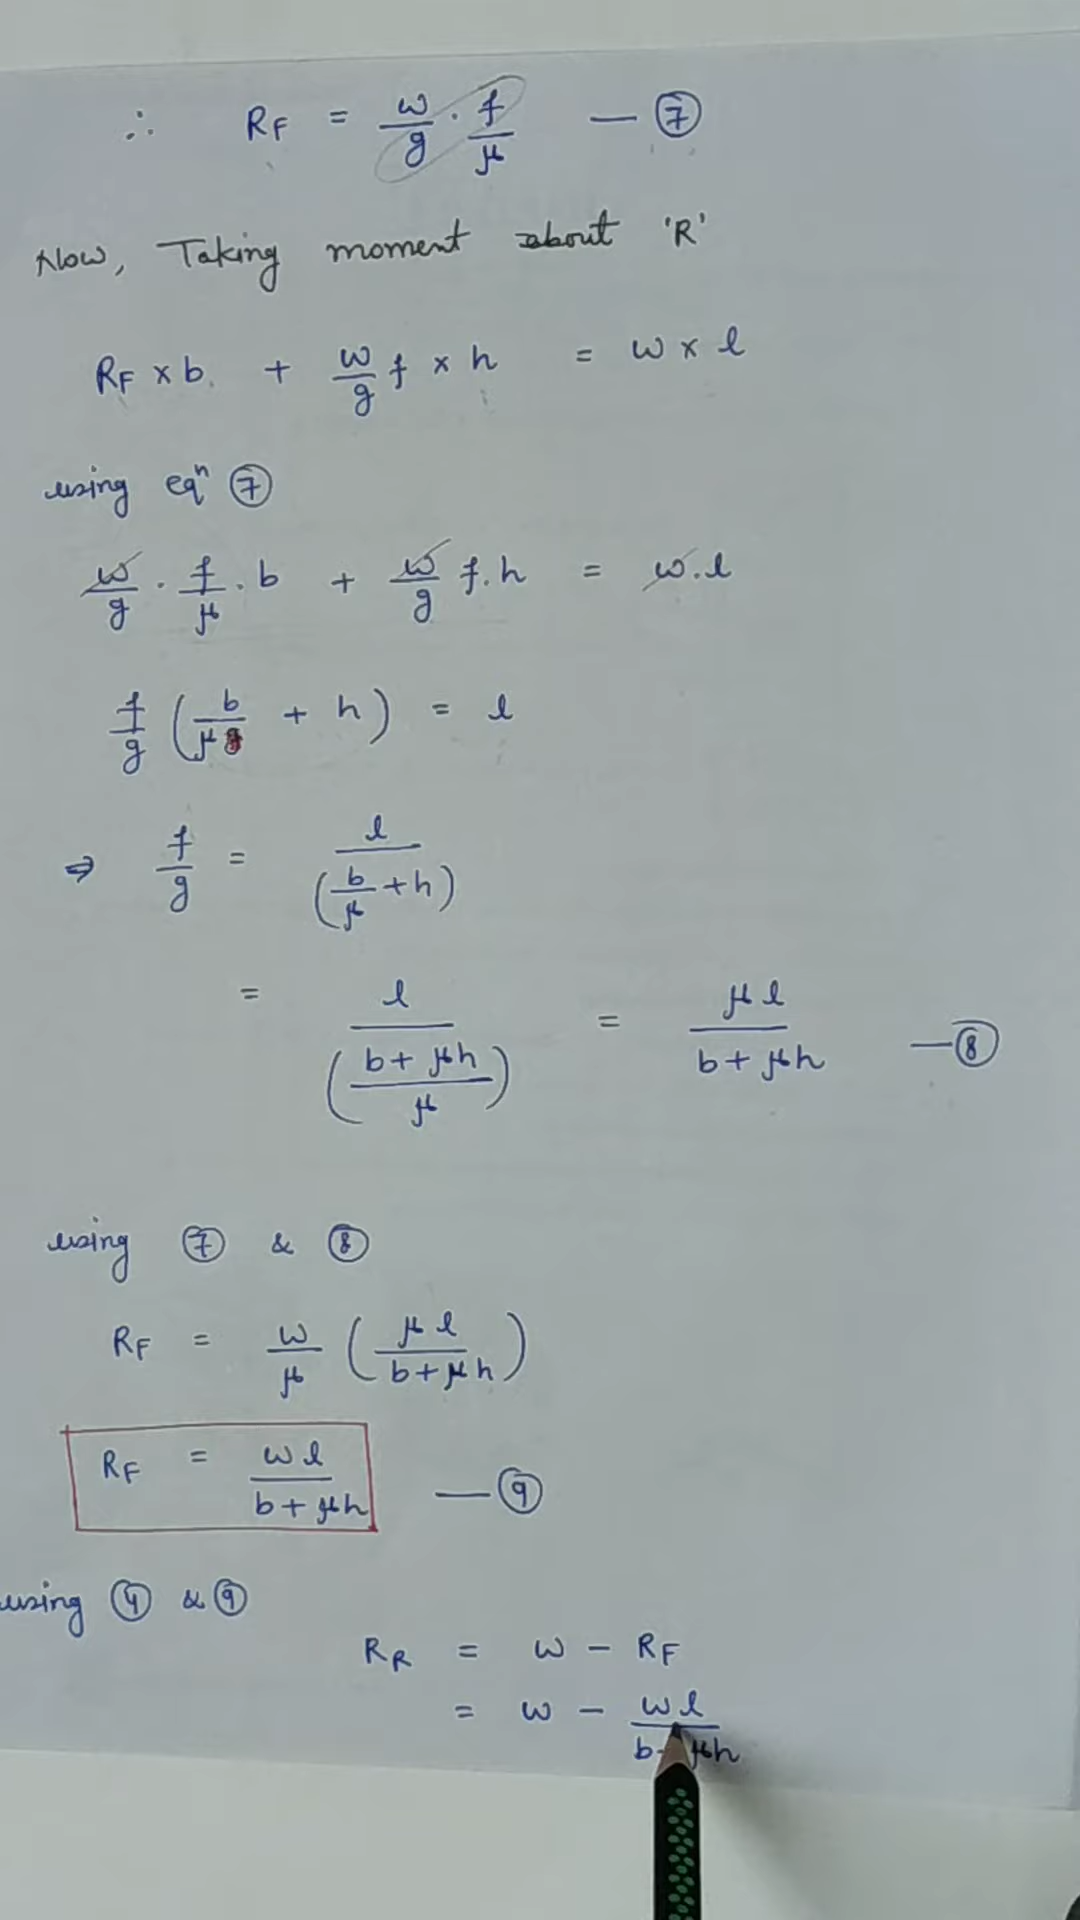 ∴ R_F = w/g · f/μ — ⑦
Now, Taking moment about 'R'
R_F × b + w/g f × h = w × l
using eqⁿ ⑦
w/g · f/μ · b + w/g f.h = w.l
f/g (b/μ + h) = l
⇒ f/g = l/(b/μ + h)
= l/((b + μh)/μ) = μl/(b + μh) — ⑧
using ⑦ & ⑧
R_F = w/μ (μl/(b + μh))
R_F = wl/(b + μh) — ⑨
using ④ & ⑨
R_R = w − R_F
= w − wl/(b + μh)